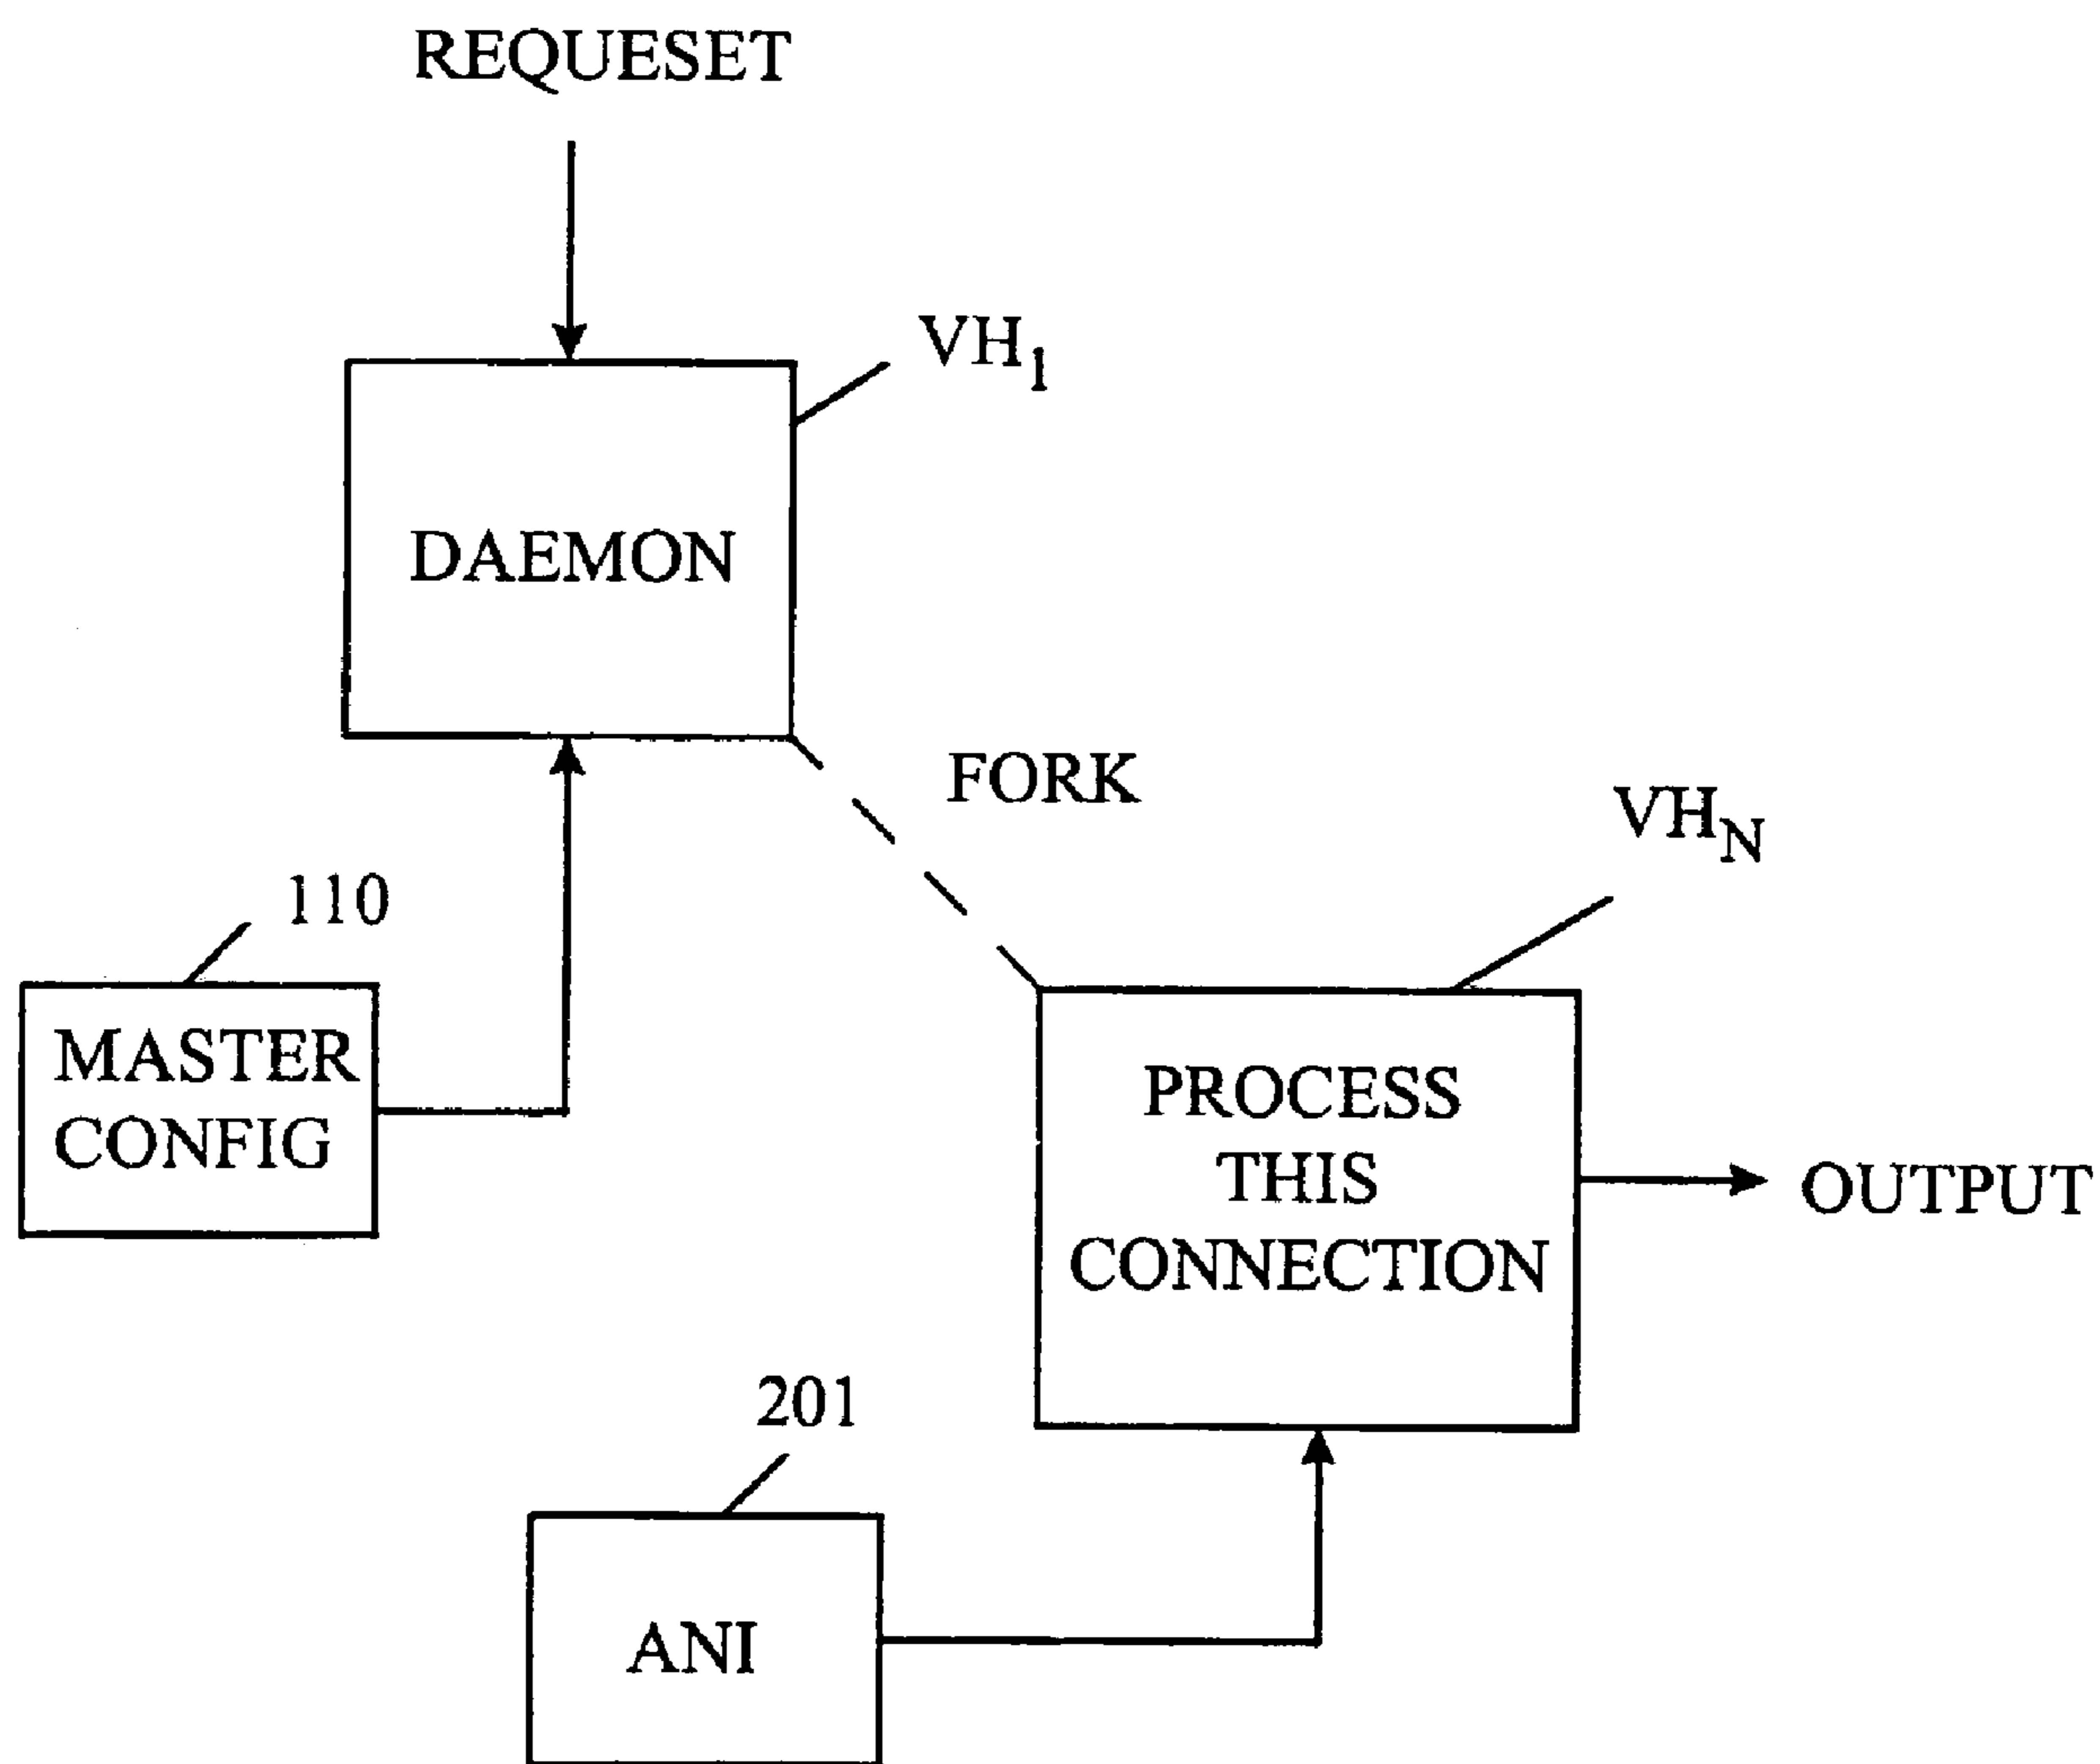 REQUESET
VH1
DAEMON
FORK
VHN
110
MASTER
CONFIG
PROCESS
THIS
CONNECTION
OUTPUT
201
ANI